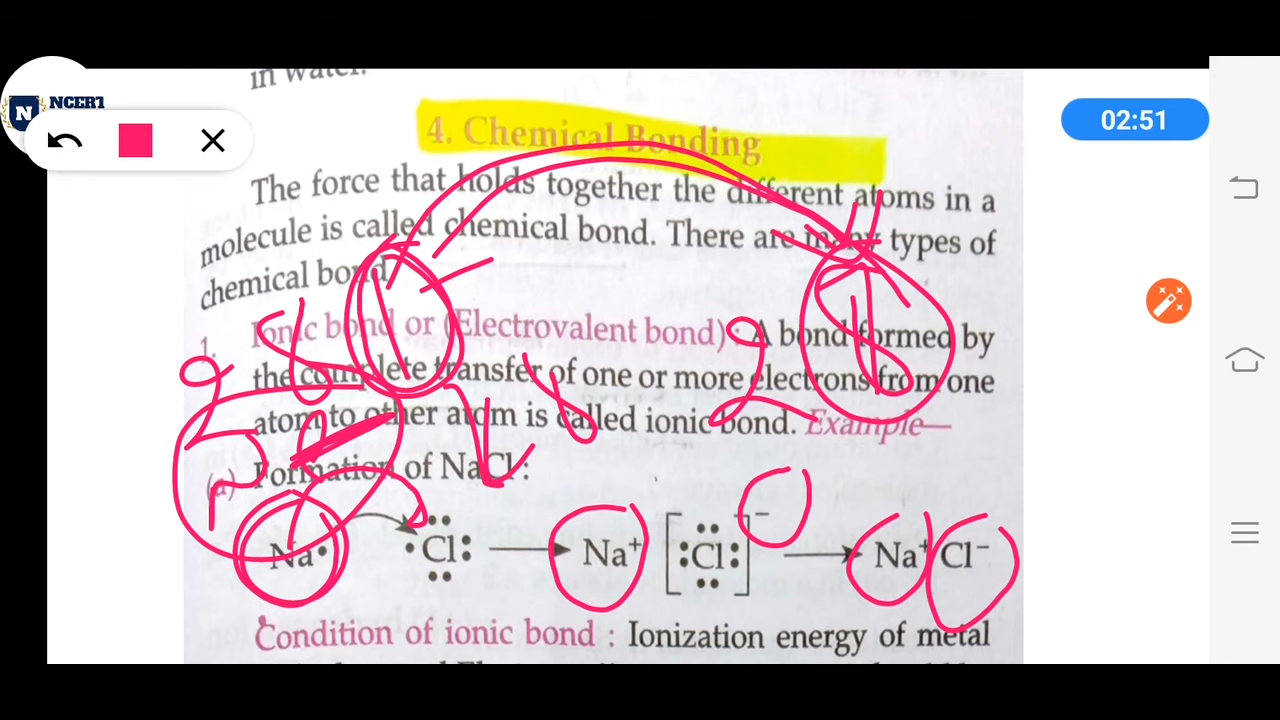 in water.
NCERT
N
02:51
4. Chemical Bonding
The force that holds together the different atoms in a
molecule is called chemical bond. There are many types of
chemical bond
1. Ionic bond or (Electrovalent bond) : A bond formed by
the complete transfer of one or more electrons from one
atom to other atom is called ionic bond. Example—
(a) Formation of NaCl :
Na• Cl Na⁺ [Cl]⁻ Na⁺ Cl⁻
Condition of ionic bond : Ionization energy of metal